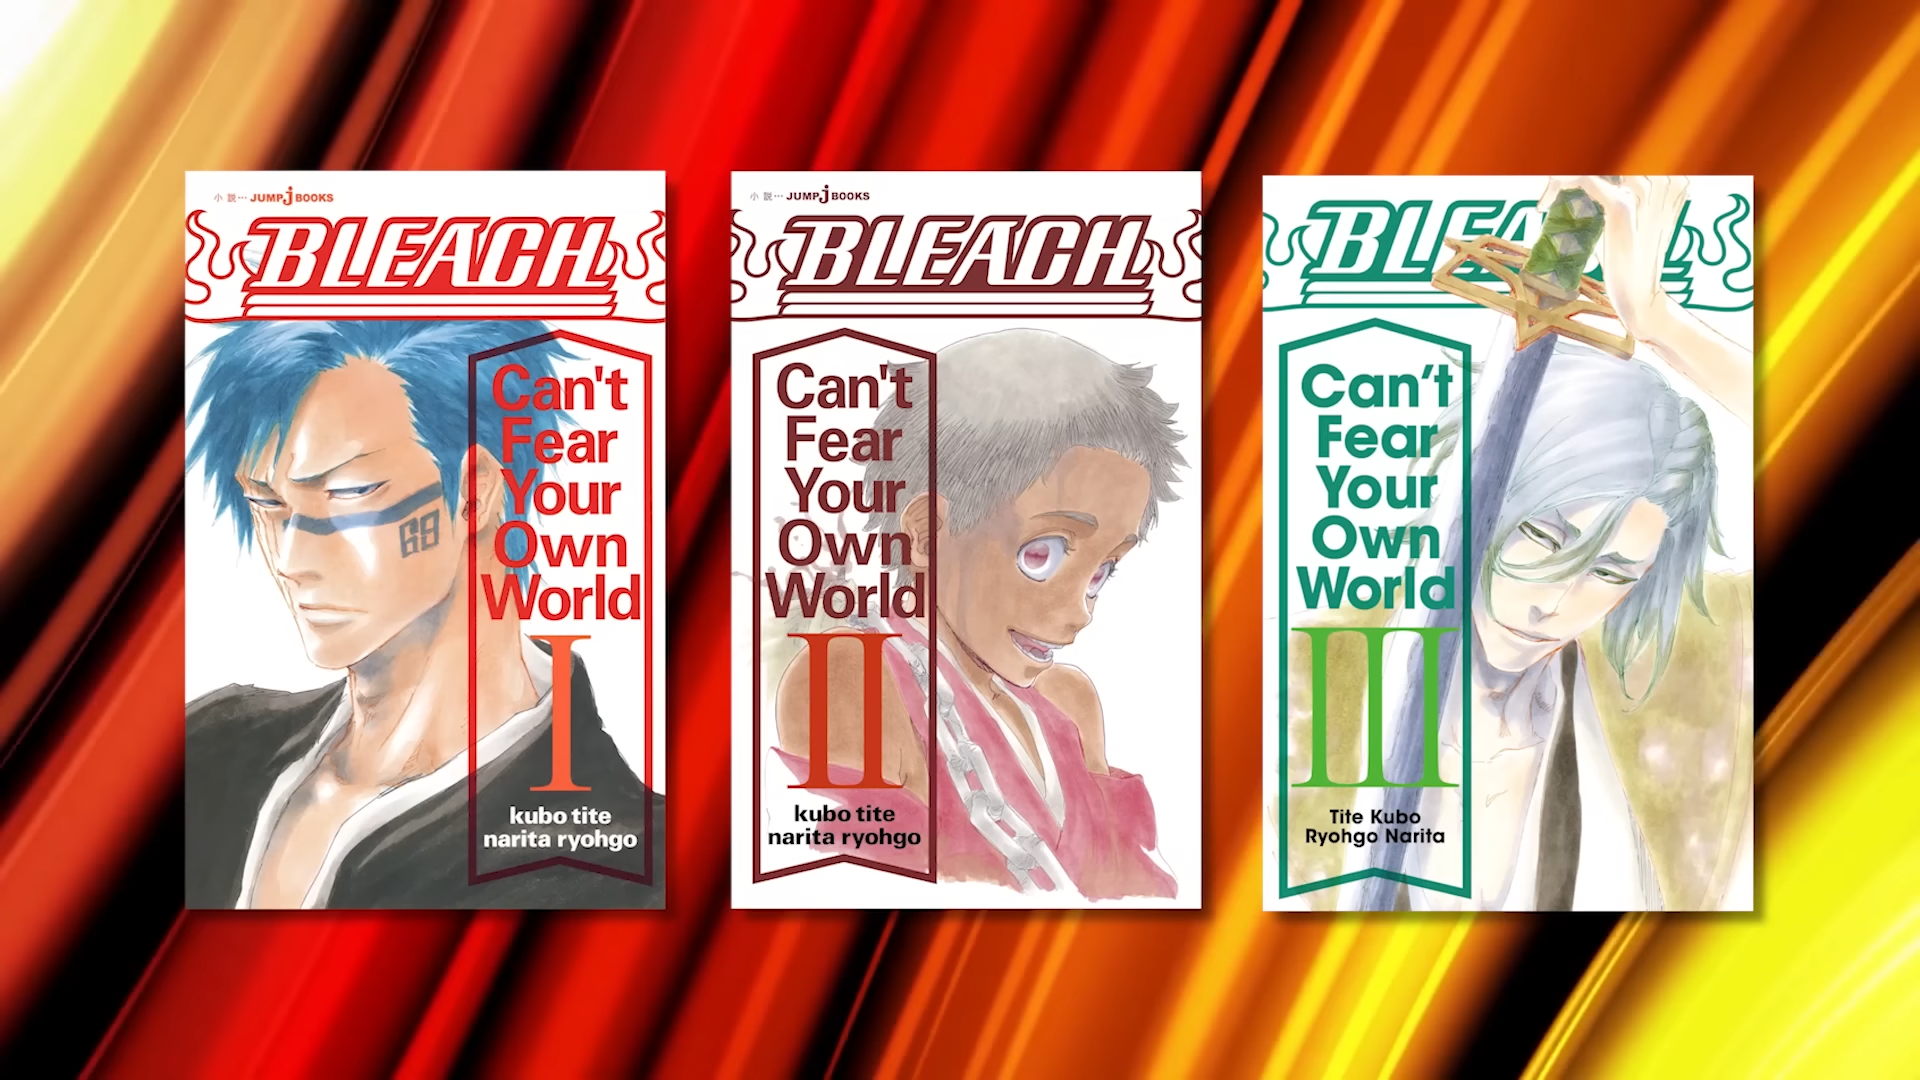 小説… JUMP j BOOKS
BLEACH
Can't
Fear
Your
Own
World
I
kubo tite
narita ryohgo
69
小説… JUMP j BOOKS
BLEACH
Can't
Fear
Your
Own
World
II
kubo tite
narita ryohgo
BLEACH
Can't
Fear
Your
Own
World
III
Tite Kubo
Ryohgo Narita